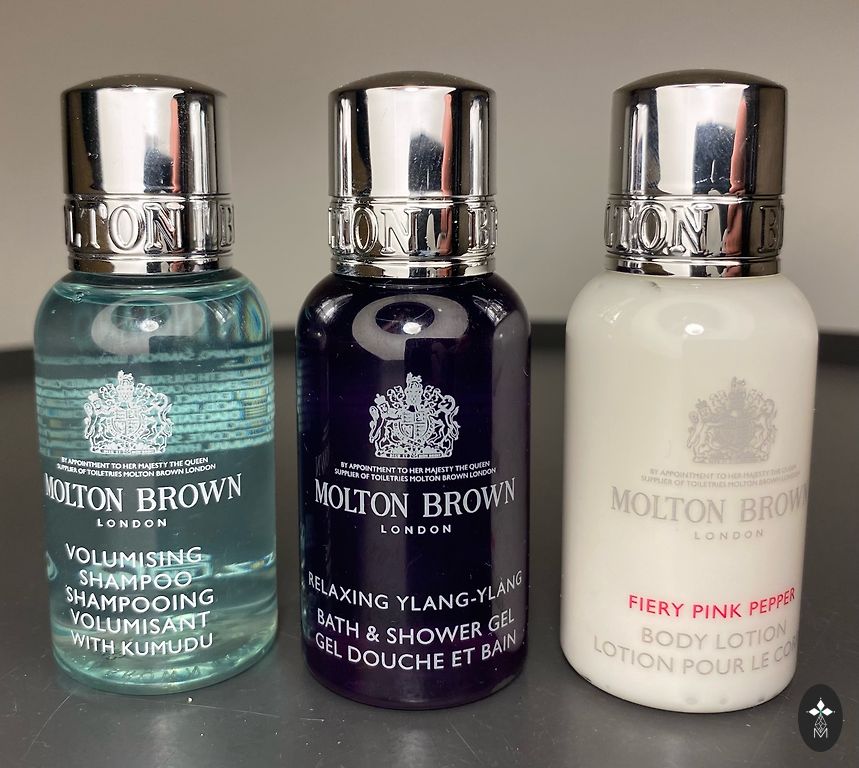 LTON B
BY APPOINTMENT TO HER MAJESTY THE QUEEN
SUPPLIER OF TOILETRIES MOLTON BROWN LONDON
MOLTON BROWN
LONDON
VOLUMISING
SHAMPOO
SHAMPOOING
VOLUMISANT
WITH KUMUDU
LTON BR
BY APPOINTMENT TO HER MAJESTY THE QUEEN
SUPPLIER OF TOILETRIES MOLTON BROWN LONDON
MOLTON BROWN
LONDON
RELAXING YLANG-YLANG
BATH & SHOWER GEL
GEL DOUCHE ET BAIN
LTON B
BY APPOINTMENT TO HER MAJESTY THE QUEEN
SUPPLIER OF TOILETRIES MOLTON BROWN LONDON
MOLTON BROWN
LONDON
FIERY PINK PEPPER
BODY LOTION
LOTION POUR LE COR
M